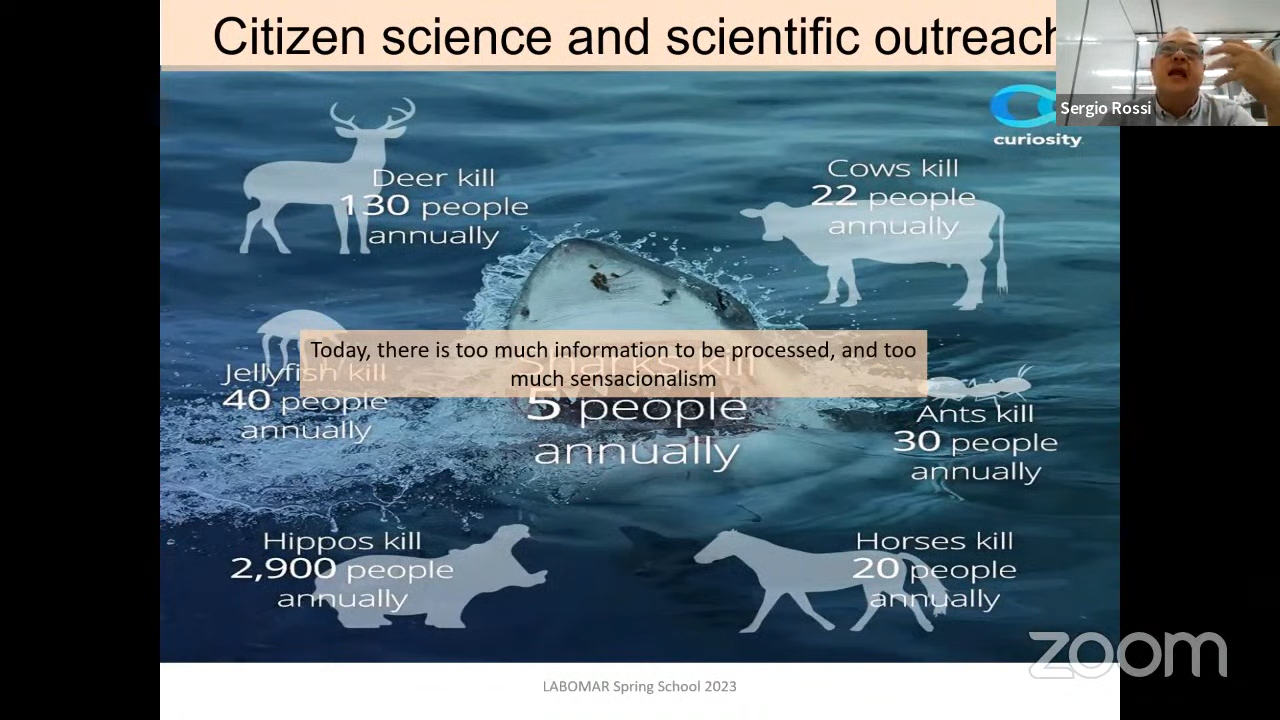 Citizen science and scientific outreach
Sergio Rossi
curiosity
Deer kill
130 people
annually
Cows kill
22 people
annually
Today, there is too much information to be processed, and too
much sensacionalism
Sharks kill
5 people
annually
Jellyfish kill
40 people
annually
Ants kill
30 people
annually
Hippos kill
2,900 people
annually
Horses kill
20 people
annually
zoom
LABOMAR Spring School 2023